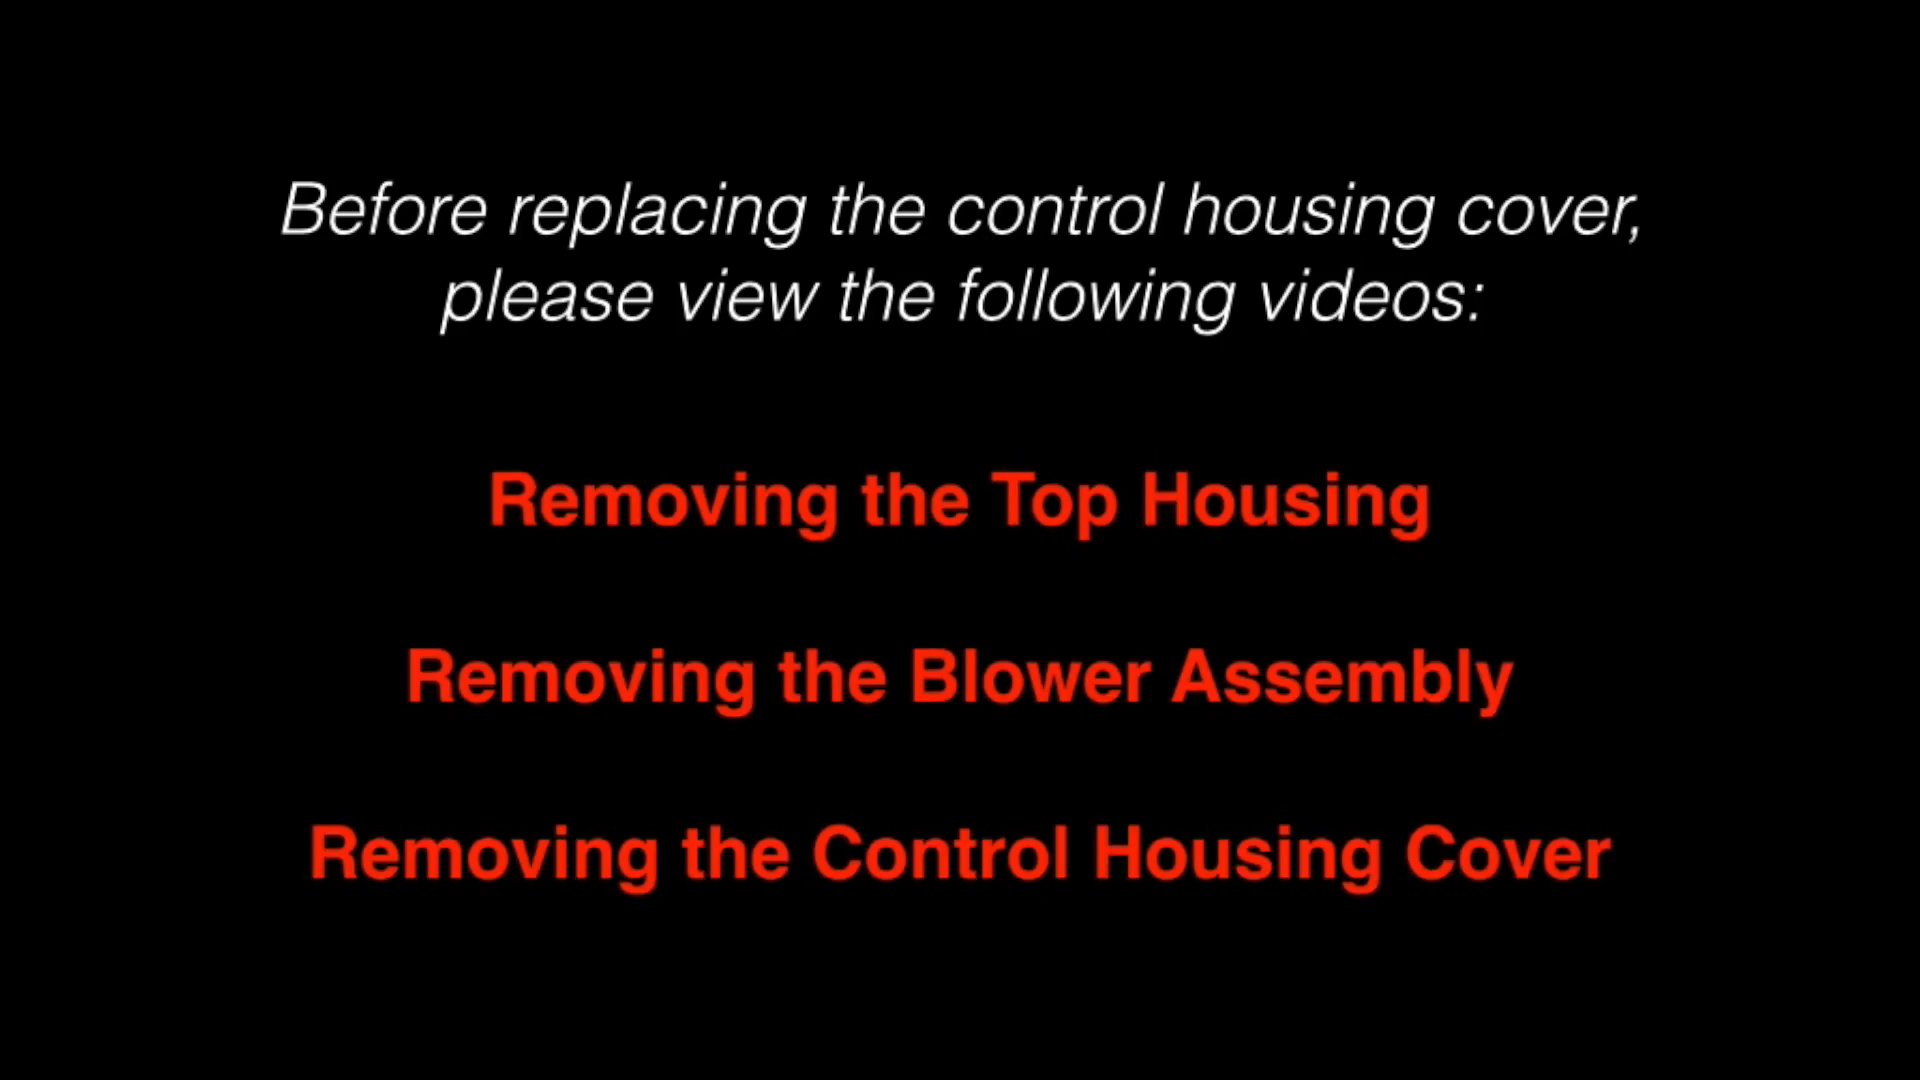 Before replacing the control housing cover,
please view the following videos:
Removing the Top Housing
Removing the Blower Assembly
Removing the Control Housing Cover